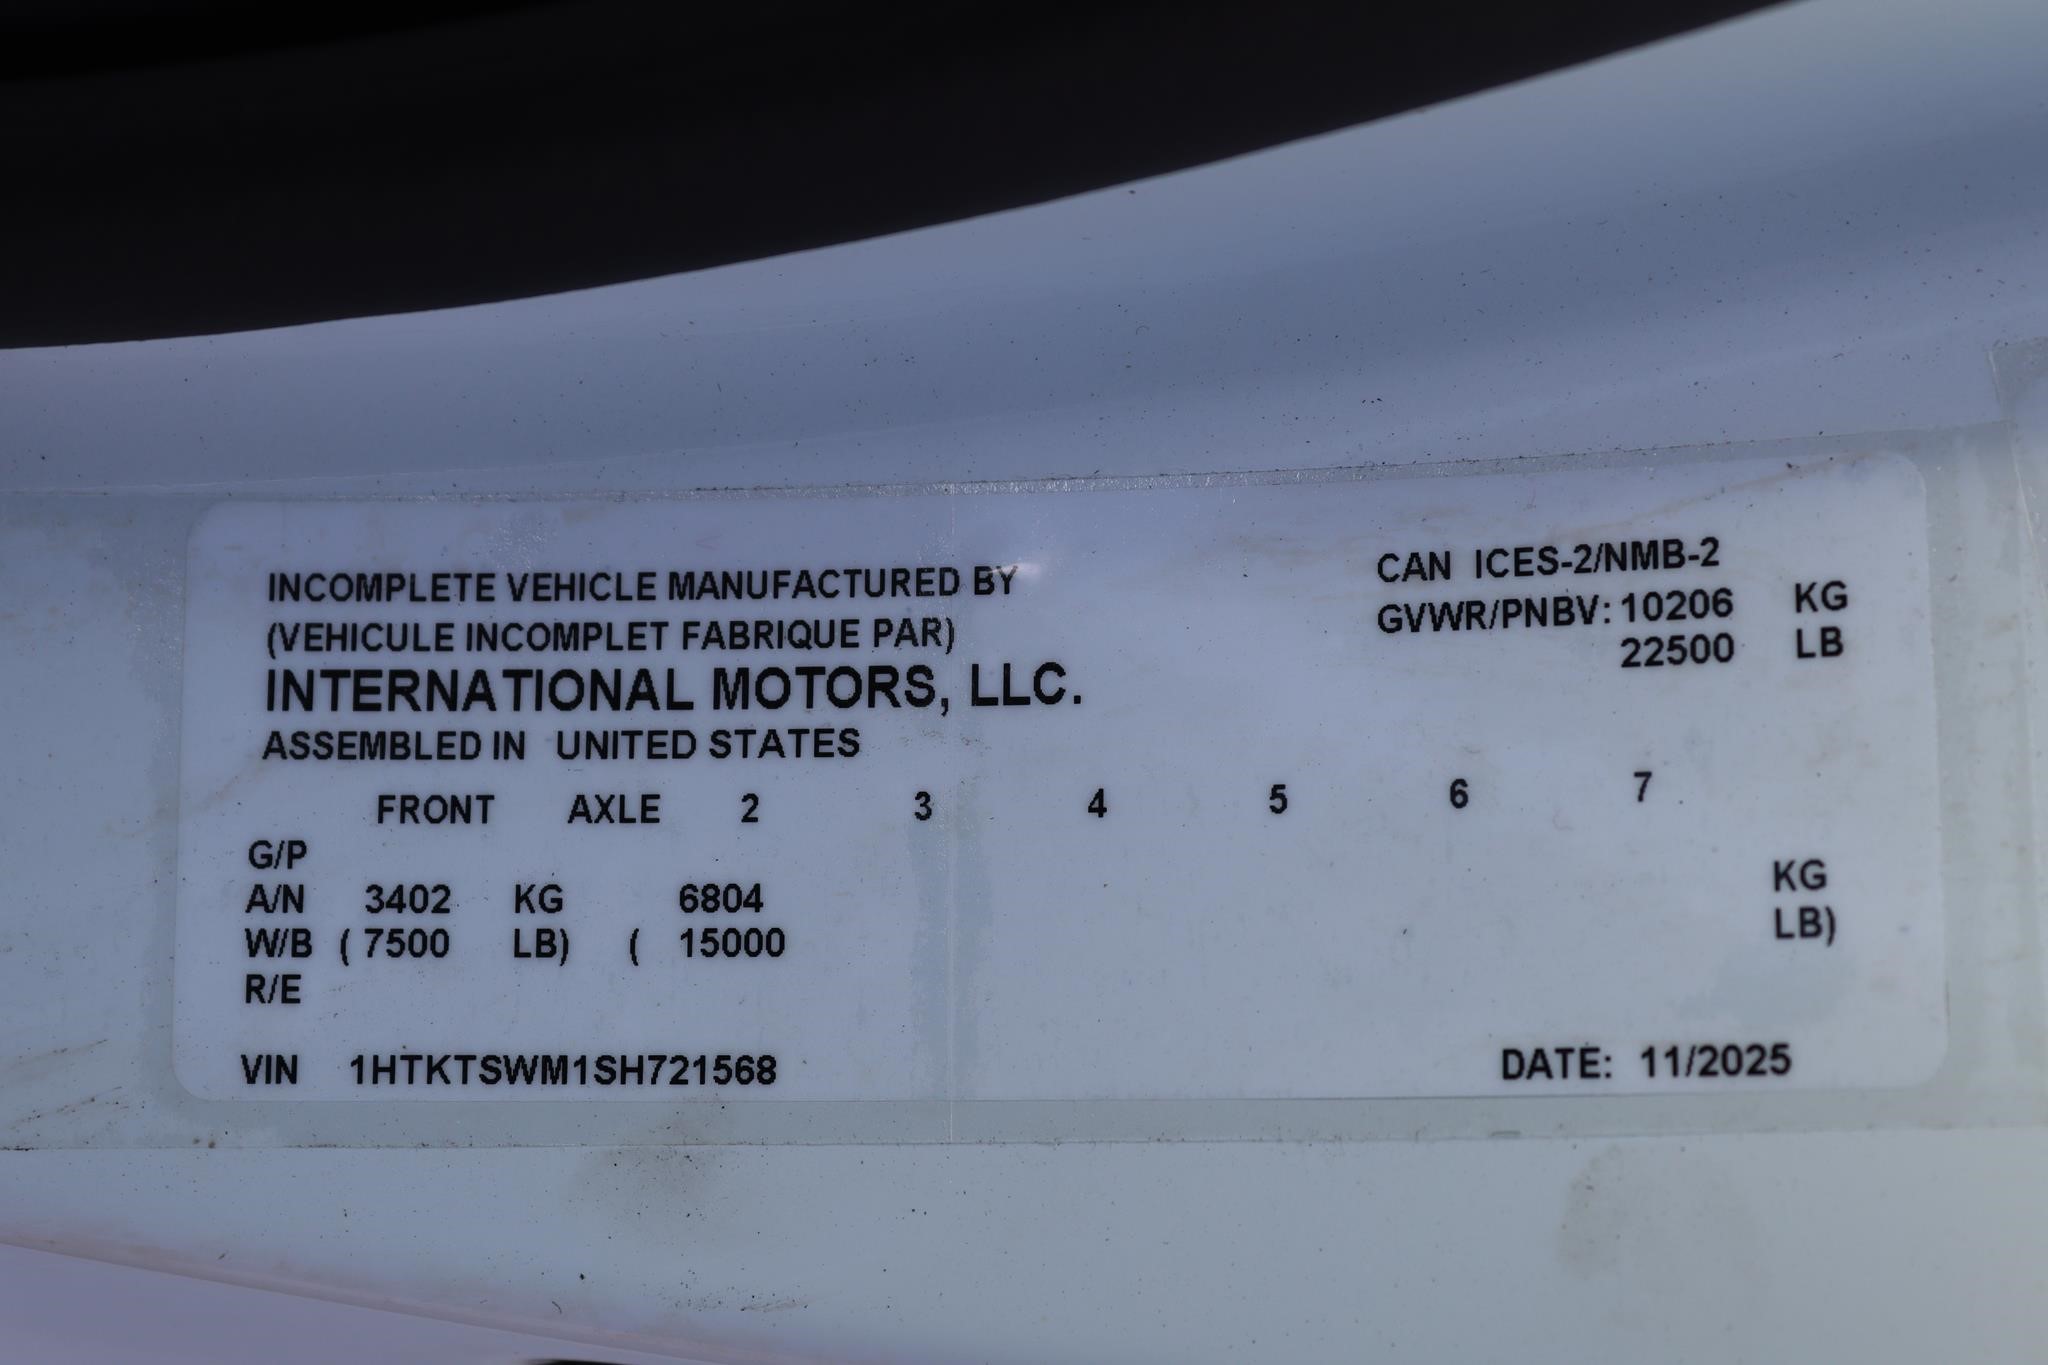 INCOMPLETE VEHICLE MANUFACTURED BY
(VEHICULE INCOMPLET FABRIQUE PAR)
INTERNATIONAL MOTORS, LLC.
ASSEMBLED IN UNITED STATES
CAN ICES-2/NMB-2
GVWR/PNBV: 10206 KG
22500 LB
FRONT AXLE 2 3 4 5 6 7
G/P
A/N 3402 KG 6804 KG
W/B ( 7500 LB) ( 15000 LB)
R/E
VIN 1HTKTSWM1SH721568 DATE: 11/2025